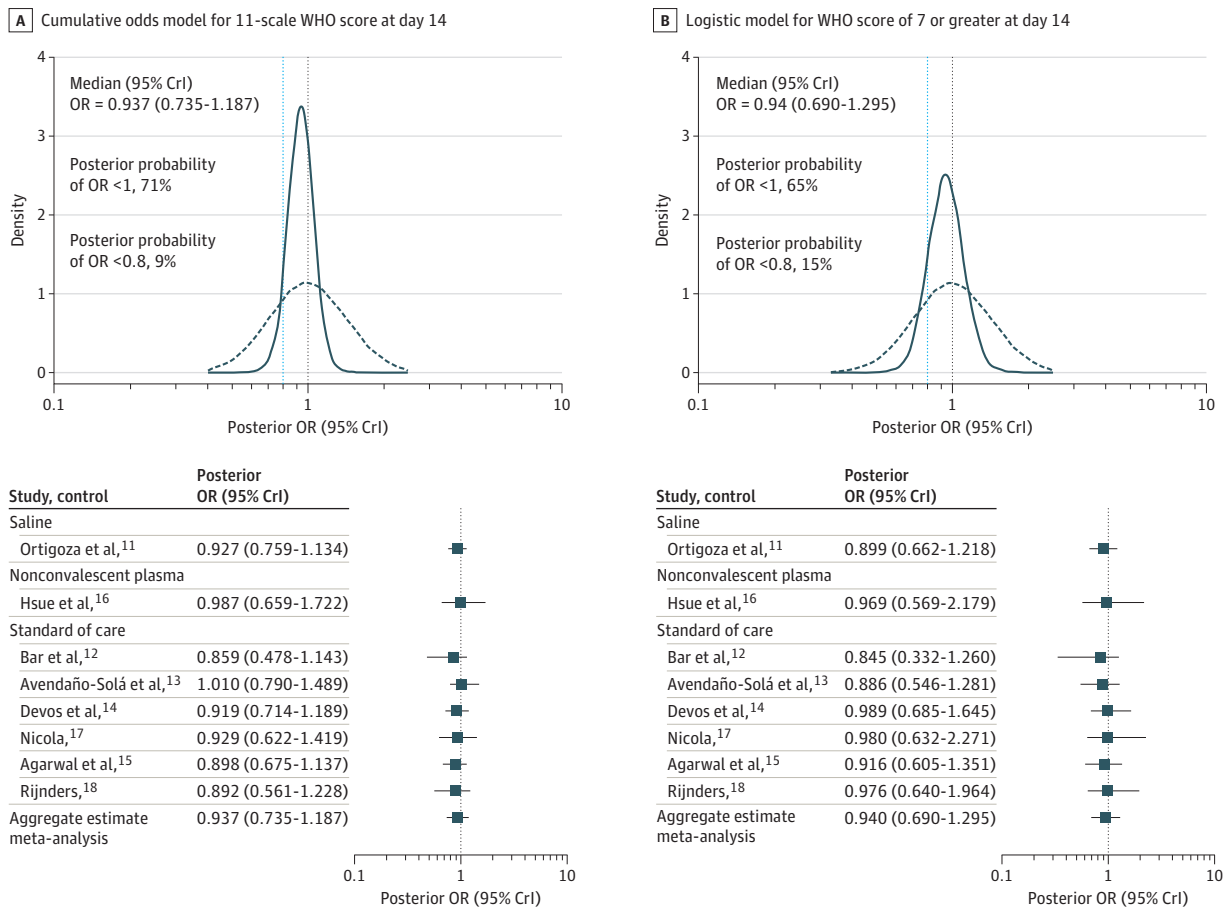 A Cumulative odds model for 11-scale WHO score at day 14
4
3
2
1
0
Density
Median (95% CrI)
OR = 0.937 (0.735-1.187)
Posterior probability
of OR <1, 71%
Posterior probability
of OR <0.8, 9%
0.1 1 10
Posterior OR (95% CrI)
Posterior
Study, control OR (95% CrI)
Saline
Ortigoza et al,11 0.927 (0.759-1.134)
Nonconvalescent plasma
Hsue et al,16 0.987 (0.659-1.722)
Standard of care
Bar et al,12 0.859 (0.478-1.143)
Avendaño-Solá et al,13 1.010 (0.790-1.489)
Devos et al,14 0.919 (0.714-1.189)
Nicola,17 0.929 (0.622-1.419)
Agarwal et al,15 0.898 (0.675-1.137)
Rijnders,18 0.892 (0.561-1.228)
Aggregate estimate 0.937 (0.735-1.187)
meta-analysis
0.1 1 10
Posterior OR (95% CrI)
B Logistic model for WHO score of 7 or greater at day 14
4
3
2
1
0
Density
Median (95% CrI)
OR = 0.94 (0.690-1.295)
Posterior probability
of OR <1, 65%
Posterior probability
of OR <0.8, 15%
0.1 1 10
Posterior OR (95% CrI)
Posterior
Study, control OR (95% CrI)
Saline
Ortigoza et al,11 0.899 (0.662-1.218)
Nonconvalescent plasma
Hsue et al,16 0.969 (0.569-2.179)
Standard of care
Bar et al,12 0.845 (0.332-1.260)
Avendaño-Solá et al,13 0.886 (0.546-1.281)
Devos et al,14 0.989 (0.685-1.645)
Nicola,17 0.980 (0.632-2.271)
Agarwal et al,15 0.916 (0.605-1.351)
Rijnders,18 0.976 (0.640-1.964)
Aggregate estimate 0.940 (0.690-1.295)
meta-analysis
0.1 1 10
Posterior OR (95% CrI)